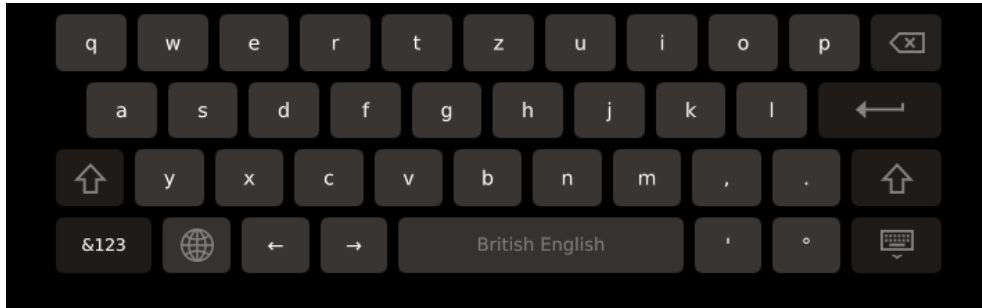 q w e r t z u i o p
a s d f g h j k l
y x c v b n m , .
&123 ← → British English ' °